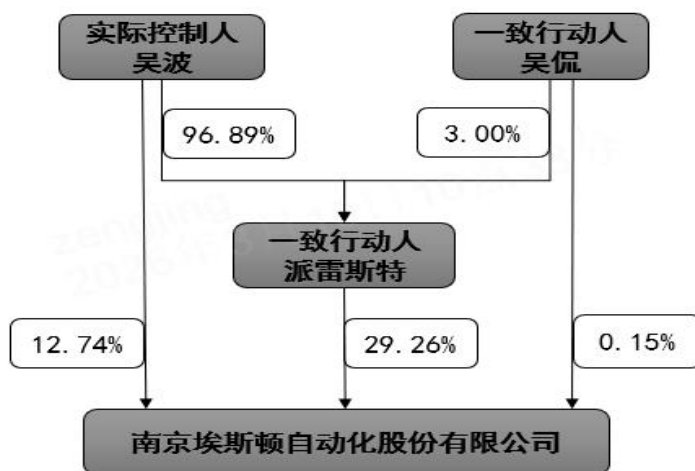 实际控制人
吴波
一致行动人
吴侃
96.89%
3.00%
一致行动人
派雷斯特
12.74%
29.26%
0.15%
南京埃斯顿自动化股份有限公司
zengjing